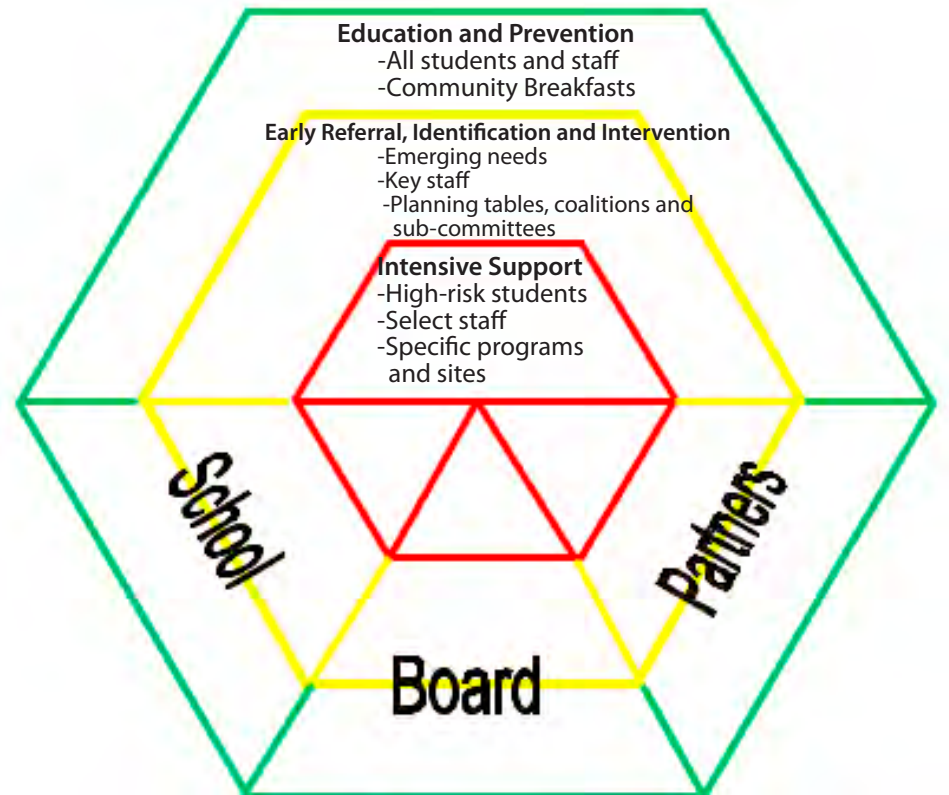 Education and Prevention
-All students and staff
-Community Breakfasts
Early Referral, Identification and Intervention
-Emerging needs
-Key staff
-Planning tables, coalitions and
sub-committees
Intensive Support
-High-risk students
-Select staff
-Specific programs
and sites
School
Partners
Board